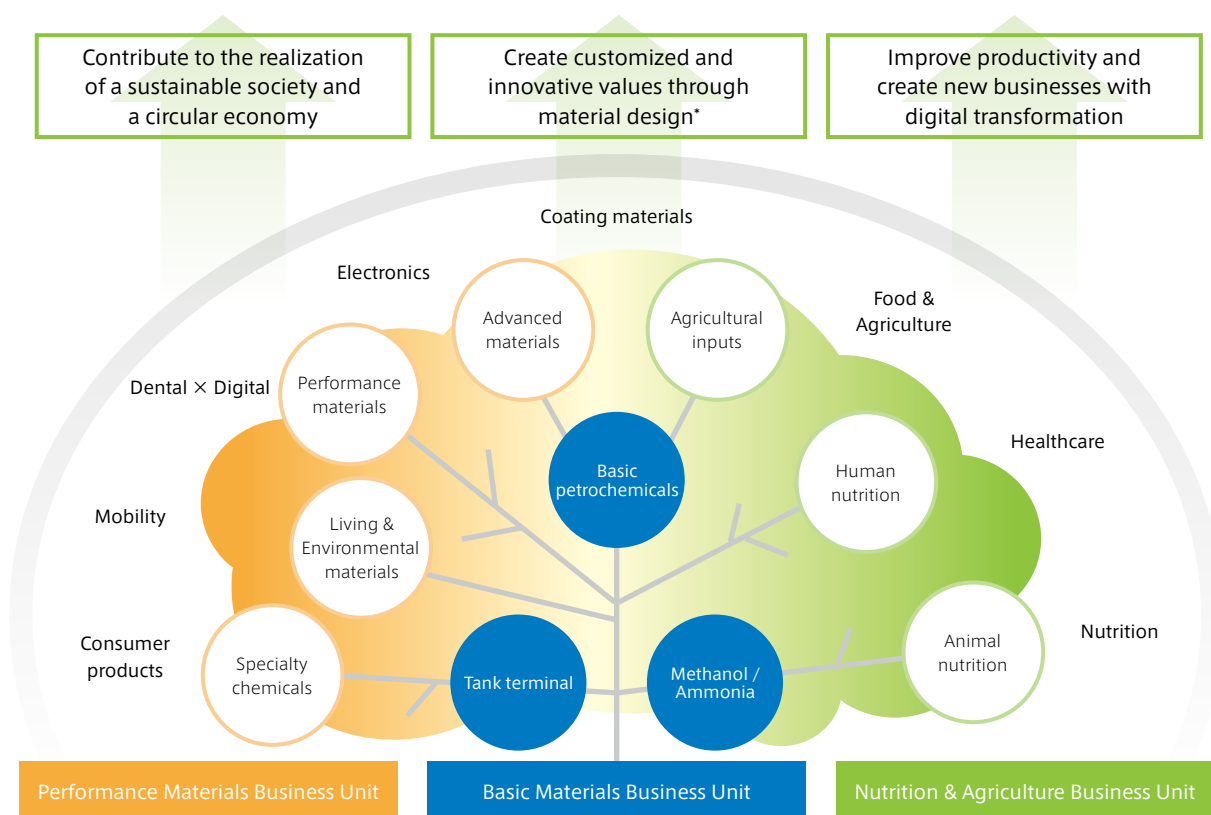 Contribute to the realization
of a sustainable society and
a circular economy
Create customized and
innovative values through
material design*
Improve productivity and
create new businesses with
digital transformation
Coating materials
Electronics
Food &
Agriculture
Dental × Digital
Healthcare
Mobility
Consumer
products
Nutrition
Advanced
materials
Agricultural
inputs
Performance
materials
Basic
petrochemicals
Human
nutrition
Living &
Environmental
materials
Specialty
chemicals
Tank terminal
Methanol /
Ammonia
Animal
nutrition
Performance Materials Business Unit
Basic Materials Business Unit
Nutrition & Agriculture Business Unit